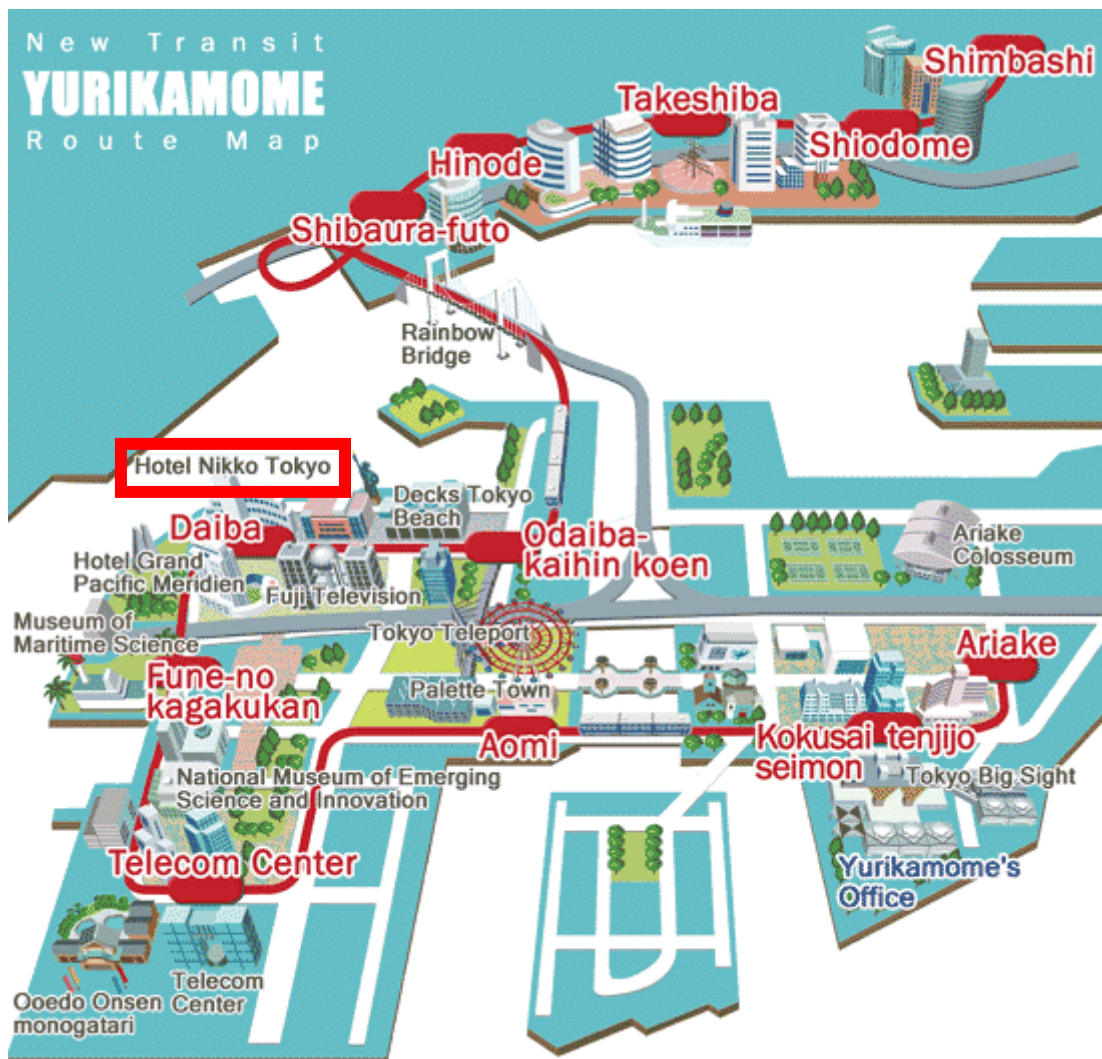 New Transit
YURIKAMOME
Route Map
Shimbashi
Takeshiba
Shiodome
Hinode
Shibaura-futo
Rainbow
Bridge
Hotel Nikko Tokyo
Decks Tokyo
Beach
Daiba
Odaiba-
kaihin koen
Ariake
Colosseum
Hotel Grand
Pacific Meridien
Fuji Television
Museum of
Maritime Science
Tokyo Teleport
Ariake
Fune-no
kagakukan
Palette Town
Aomi
Kokusai tenjijo
seimon
Tokyo Big Sight
National Museum of Emerging
Science and Innovation
Telecom Center
Yurikamome's
Office
Telecom
Center
Ooedo Onsen
monogatari